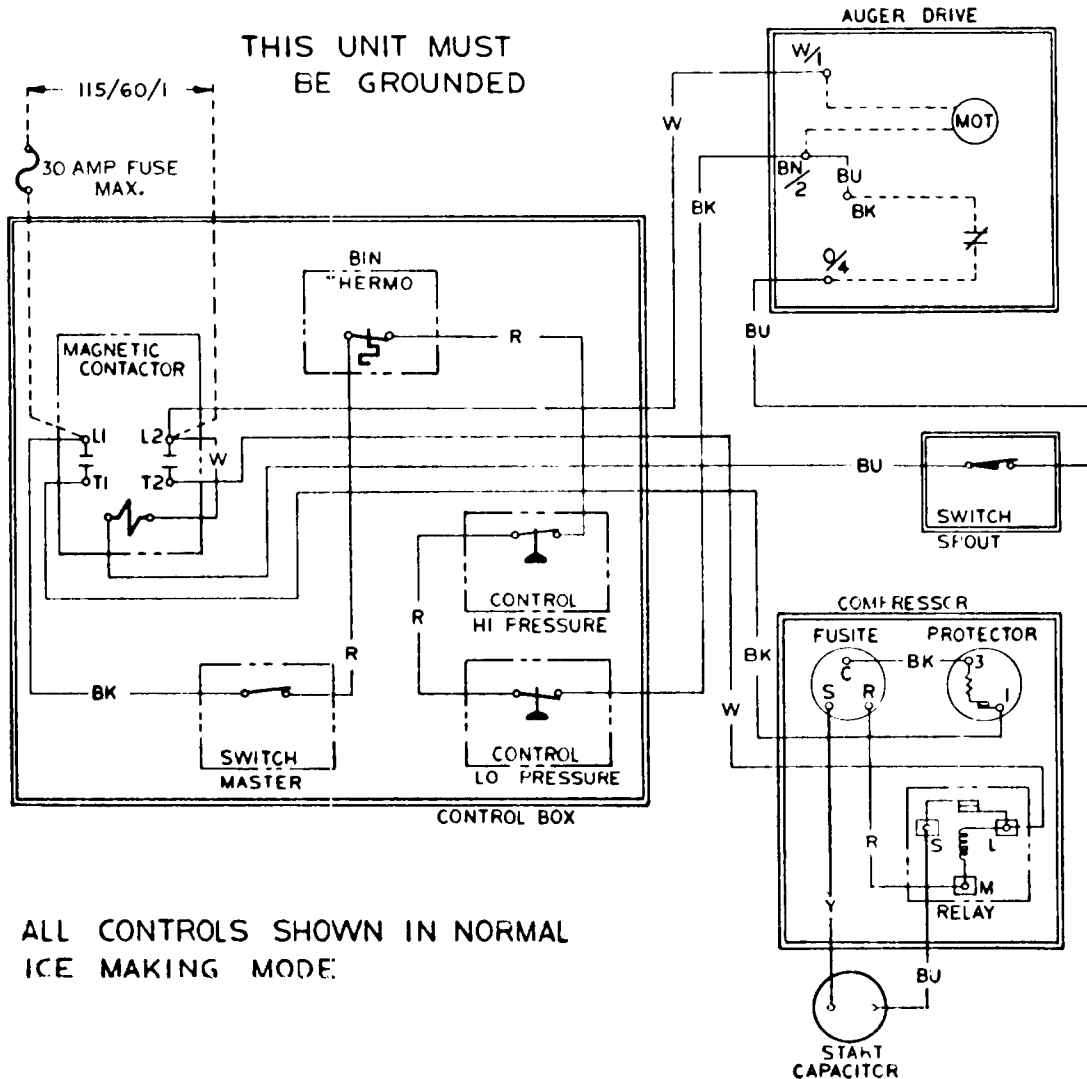 AUGER DRIVE
THIS UNIT MUST
BE GROUNDED
115/60/1
30 AMP FUSE
MAX.
W/1
MOT
W
BN/2
BU
BK
BK
O/4
BU
BIN
THERMO
R
MAGNETIC
CONTACTOR
L1
L2
W
T1
T2
BU
SWITCH
SPOUT
CONTROL
HI PRESSURE
R
R
BK
SWITCH
MASTER
CONTROL
LO PRESSURE
CONTROL BOX
BK
W
COMPRESSOR
FUSITE
PROTECTOR
C
BK
3
S
R
1
S
L
R
M
RELAY
Y
BU
START
CAPACITOR
ALL CONTROLS SHOWN IN NORMAL
ICE MAKING MODE.